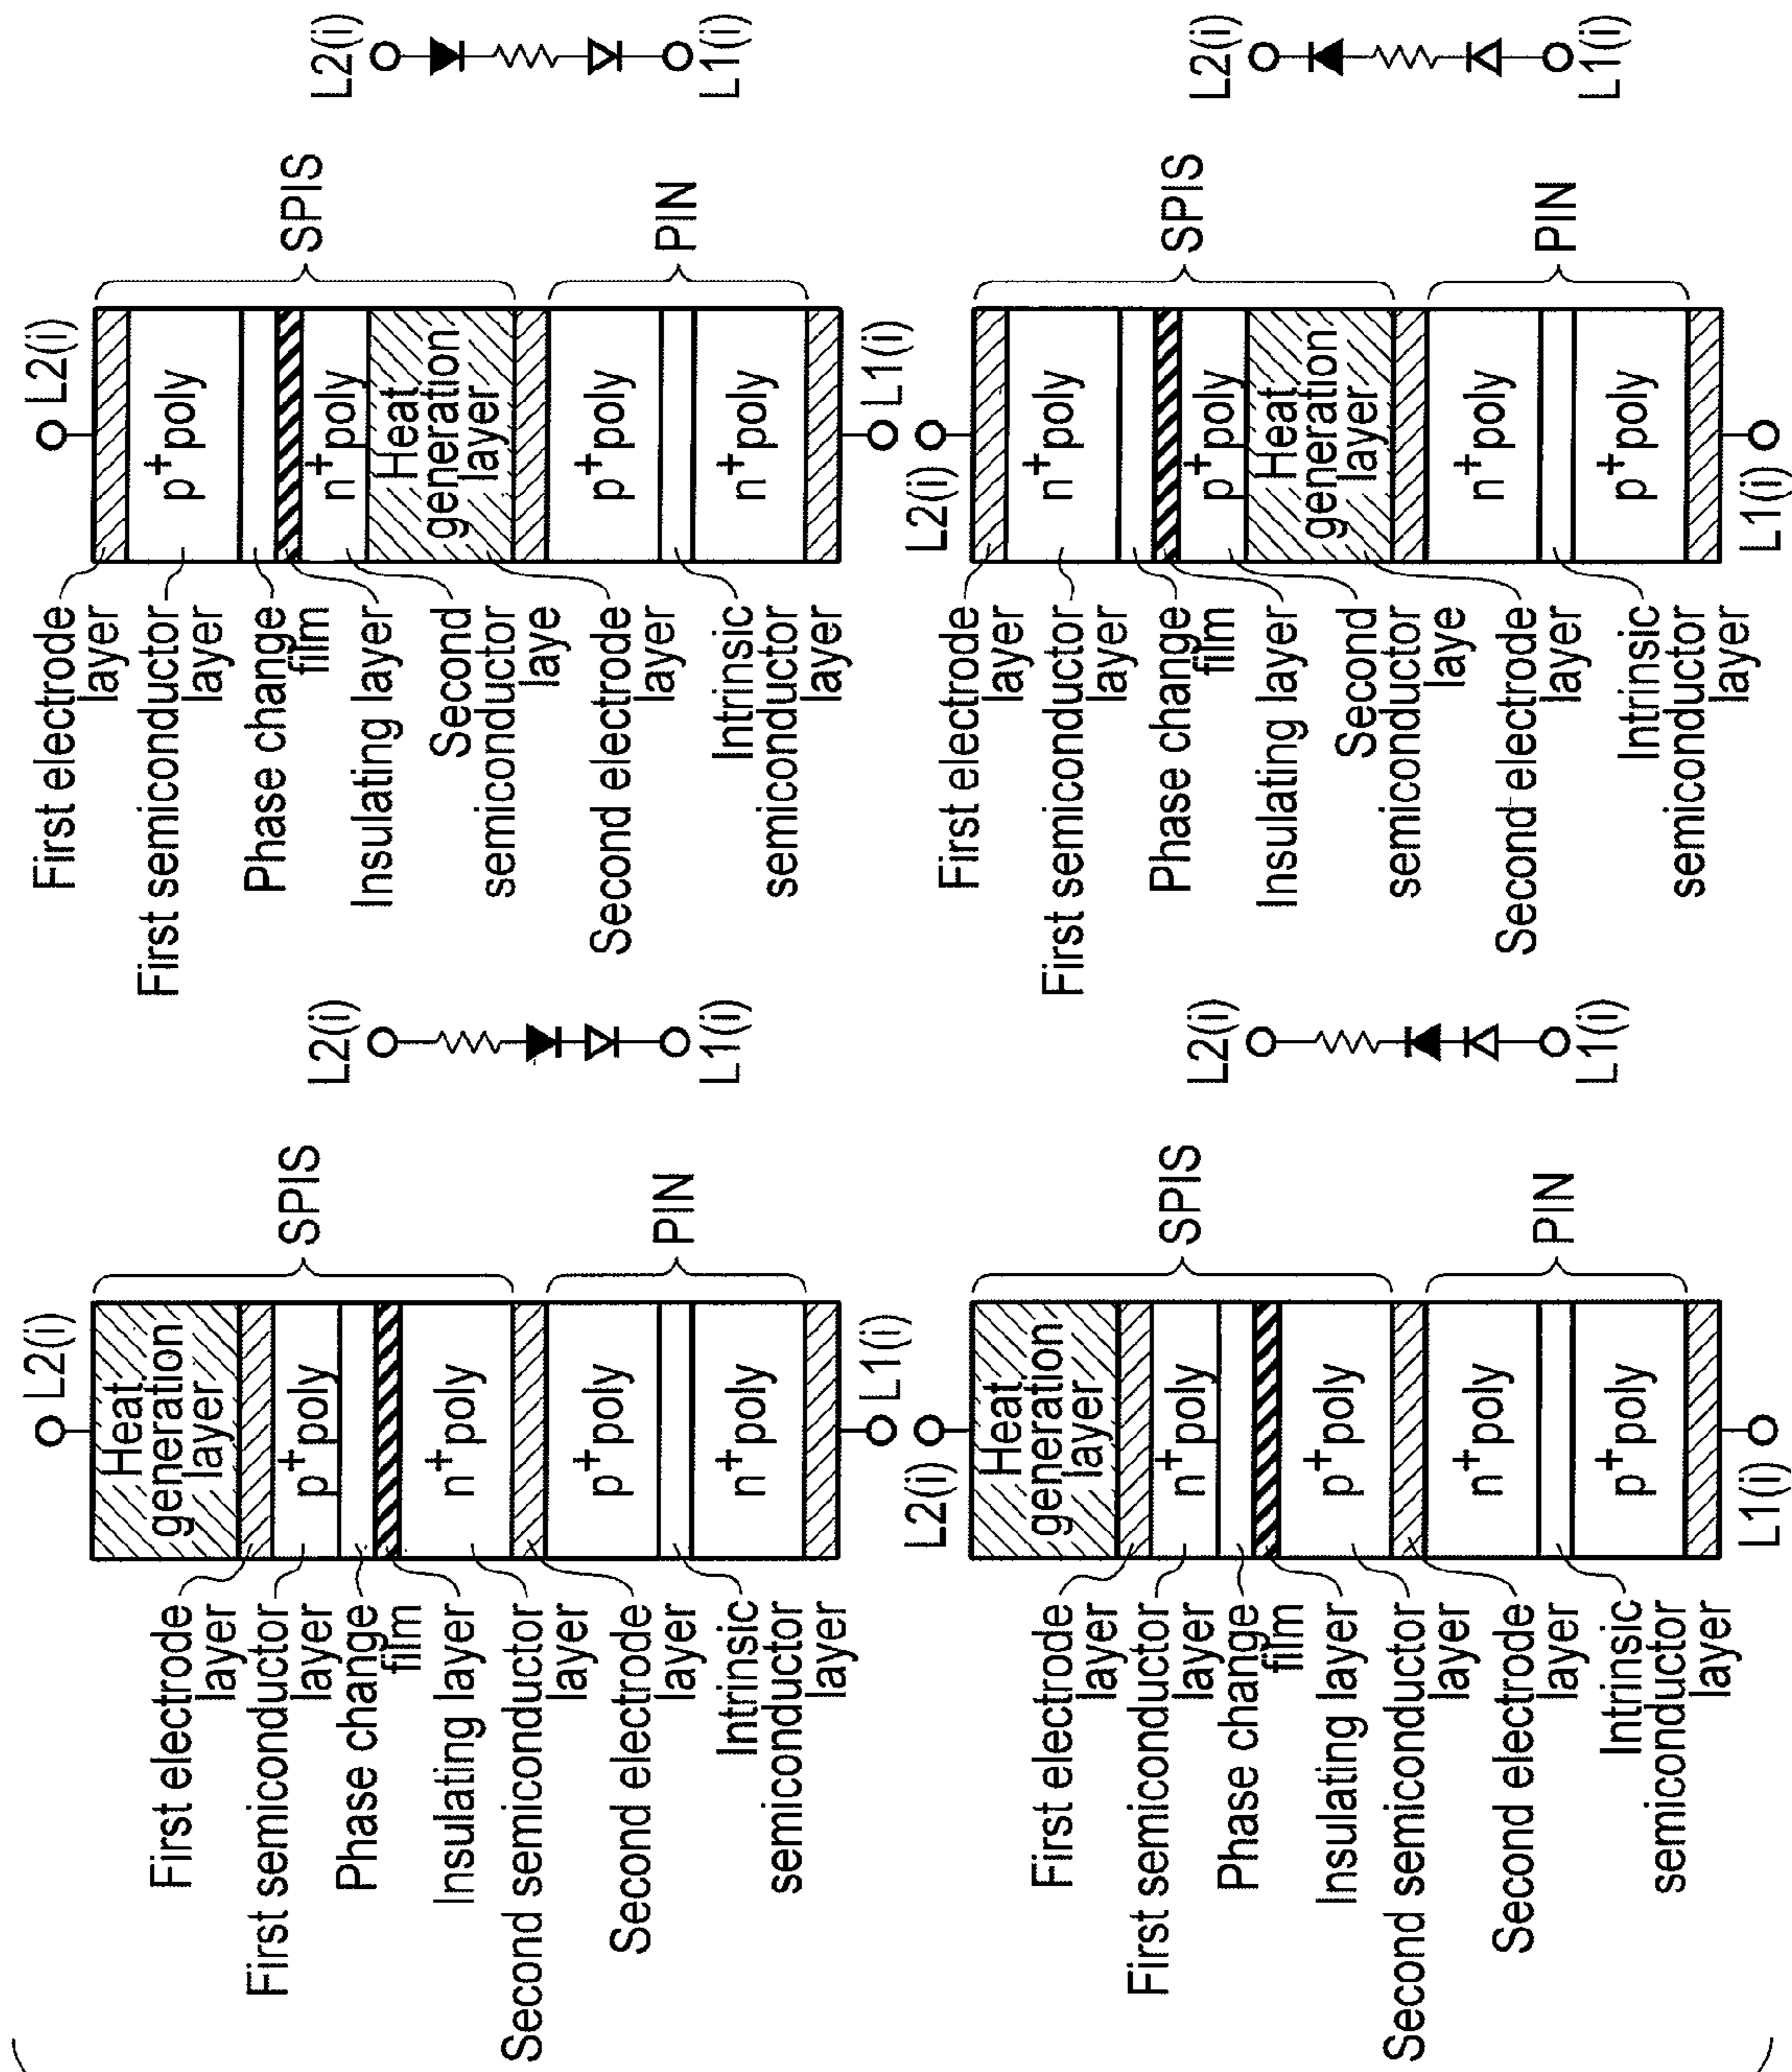 L2(i)
First electrode
layer
First semiconductor
layer
Phase change
film
Insulating layer
Second semiconductor
layer
Second electrode
layer
Intrinsic
semiconductor
layer
Heat
generation
layer
p+poly
n+poly
p+poly
n+poly
L1(i)
SPIS
PIN
L2(i)
L1(i)
L2(i)
First electrode
layer
First semiconductor
layer
Phase change
film
Insulating layer
Second
semiconductor
laye
Second electrode
layer
Intrinsic
semiconductor
layer
p+poly
n+poly
Heat
generation
layer
p+poly
n+poly
L1(i)
SPIS
PIN
L2(i)
L1(i)
L2(i)
First electrode
layer
First semiconductor
layer
Phase change
film
Insulating layer
Second semiconductor
layer
Second electrode
layer
Intrinsic
semiconductor
layer
Heat
generation
layer
n+poly
p+poly
n+poly
p+poly
L1(i)
SPIS
PIN
L2(i)
L1(i)
L2(i)
First electrode
layer
First semiconductor
layer
Phase change
film
Insulating layer
Second
semiconductor
laye
Second electrode
layer
Intrinsic
semiconductor
layer
n+poly
p+poly
Heat
generation
layer
n+poly
p+poly
L1(i)
SPIS
PIN
L2(i)
L1(i)